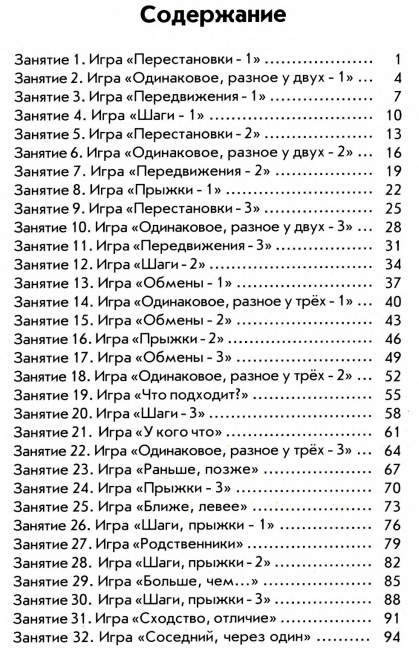 Содержание
Занятие 1. Игра «Перестановки - 1» ................ 1
Занятие 2. Игра «Одинаковое, разное у двух - 1» ..... 4
Занятие 3. Игра «Передвижения - 1» ................ 7
Занятие 4. Игра «Шаги - 1» ......................... 10
Занятие 5. Игра «Перестановки - 2» ................ 13
Занятие 6. Игра «Одинаковое, разное у двух - 2» ..... 16
Занятие 7. Игра «Передвижения - 2» ................ 19
Занятие 8. Игра «Прыжки - 1» ....................... 22
Занятие 9. Игра «Перестановки - 3» ................ 25
Занятие 10. Игра «Одинаковое, разное у двух - 3» .... 28
Занятие 11. Игра «Передвижения - 3» ............... 31
Занятие 12. Игра «Шаги - 2» ........................ 34
Занятие 13. Игра «Обмены - 1» ...................... 37
Занятие 14. Игра «Одинаковое, разное у трёх - 1» .... 40
Занятие 15. Игра «Обмены - 2» ...................... 43
Занятие 16. Игра «Прыжки - 2» ...................... 46
Занятие 17. Игра «Обмены - 3» ...................... 49
Занятие 18. Игра «Одинаковое, разное у трёх - 2» .... 52
Занятие 19. Игра «Что подходит?» ................... 55
Занятие 20. Игра «Шаги - 3» ........................ 58
Занятие 21. Игра «У кого что» ...................... 61
Занятие 22. Игра «Одинаковое, разное у трёх - 3» .... 64
Занятие 23. Игра «Раньше, позже» ................... 67
Занятие 24. Игра «Прыжки - 3» ...................... 70
Занятие 25. Игра «Ближе, левее» .................... 73
Занятие 26. Игра «Шаги, прыжки - 1» ................ 76
Занятие 27. Игра «Родственники» .................... 79
Занятие 28. Игра «Шаги, прыжки - 2» ................ 82
Занятие 29. Игра «Больше, чем...» .................. 85
Занятие 30. Игра «Шаги, прыжки - 3» ................ 88
Занятие 31. Игра «Сходство, отличие» ............... 91
Занятие 32. Игра «Соседний, через один» ............ 94